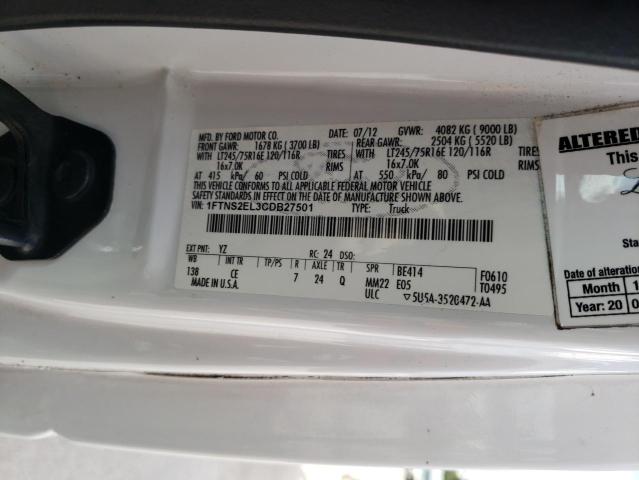 MFD. BY FORD MOTOR CO. DATE: 07/12 GVWR: 4082 KG ( 9000 LB)
FRONT GAWR: 1678 KG ( 3700 LB) REAR GAWR: 2504 KG ( 5520 LB)
WITH LT245/75R16E 120/116R TIRES WITH LT245/75R16E 120/116R TIRES
16x7.0K RIMS 16x7.0K
AT 415 kPa/ 60 PSI COLD AT 550 kPa/ 80 PSI COLD
THIS VEHICLE CONFORMS TO ALL APPLICABLE FEDERAL MOTOR VEHICLE
SAFETY STANDARDS IN EFFECT ON THE DATE OF MANUFACTURE SHOWN ABOVE.
VIN: 1FTNS2EL3CDB27501 TYPE: Truck
EXT PNT: YZ RC: 24 DSO:
WB TP/PS R AXLE TR SPR BE414 F0610
138 CE 7 24 Q MM22 E05 T0495
MADE IN U.S.A. ULC ▽5U5A-3520472-AA
ALTERED
This
Date of alteration
Month 1
Year: 20 0